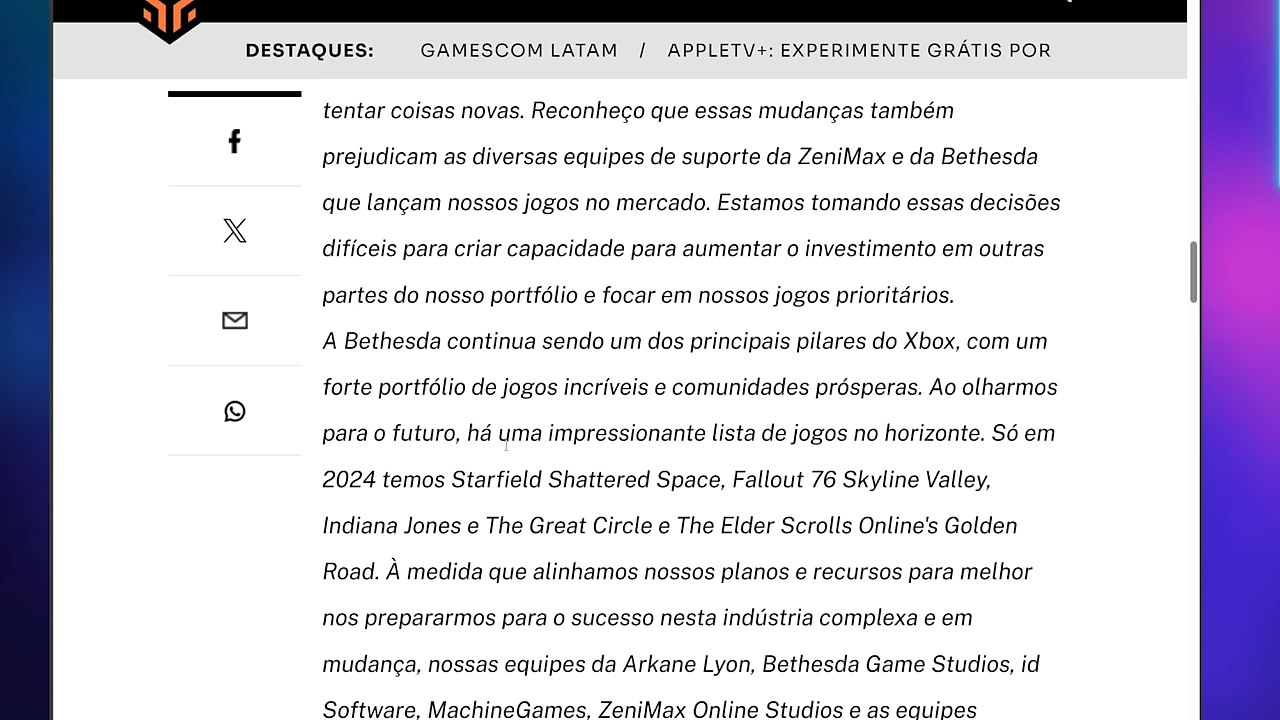 DESTAQUES: GAMESCOM LATAM / APPLETV+: EXPERIMENTE GRÁTIS POR
tentar coisas novas. Reconheço que essas mudanças também
prejudicam as diversas equipes de suporte da ZeniMax e da Bethesda
que lançam nossos jogos no mercado. Estamos tomando essas decisões
difíceis para criar capacidade para aumentar o investimento em outras
partes do nosso portfólio e focar em nossos jogos prioritários.
A Bethesda continua sendo um dos principais pilares do Xbox, com um
forte portfólio de jogos incríveis e comunidades prósperas. Ao olharmos
para o futuro, há uma impressionante lista de jogos no horizonte. Só em
2024 temos Starfield Shattered Space, Fallout 76 Skyline Valley,
Indiana Jones e The Great Circle e The Elder Scrolls Online's Golden
Road. À medida que alinhamos nossos planos e recursos para melhor
nos prepararmos para o sucesso nesta indústria complexa e em
mudança, nossas equipes da Arkane Lyon, Bethesda Game Studios, id
Software, MachineGames, ZeniMax Online Studios e as equipes